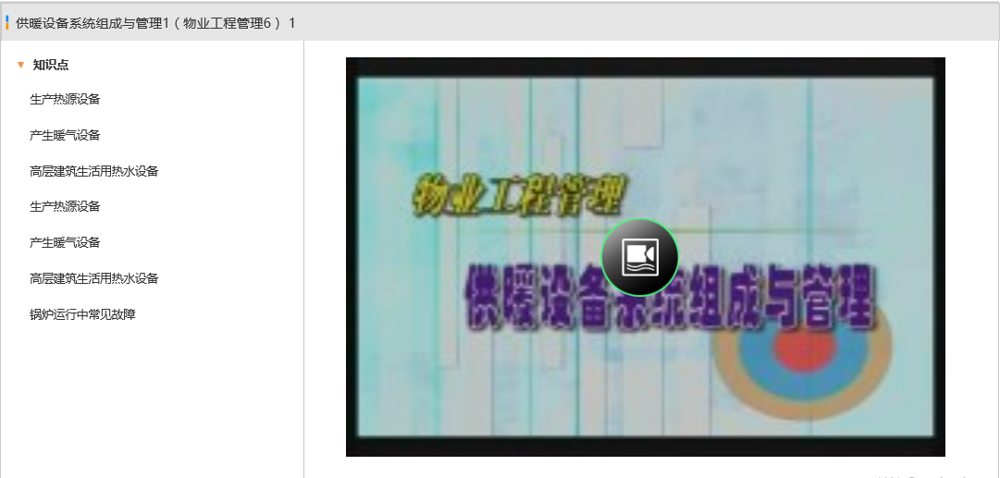 供暖设备系统组成与管理1（物业工程管理6） 1
知识点
生产热源设备
产生暖气设备
高层建筑生活用热水设备
生产热源设备
产生暖气设备
高层建筑生活用热水设备
锅炉运行中常见故障
物业工程管理
供暖设备系统组成与管理